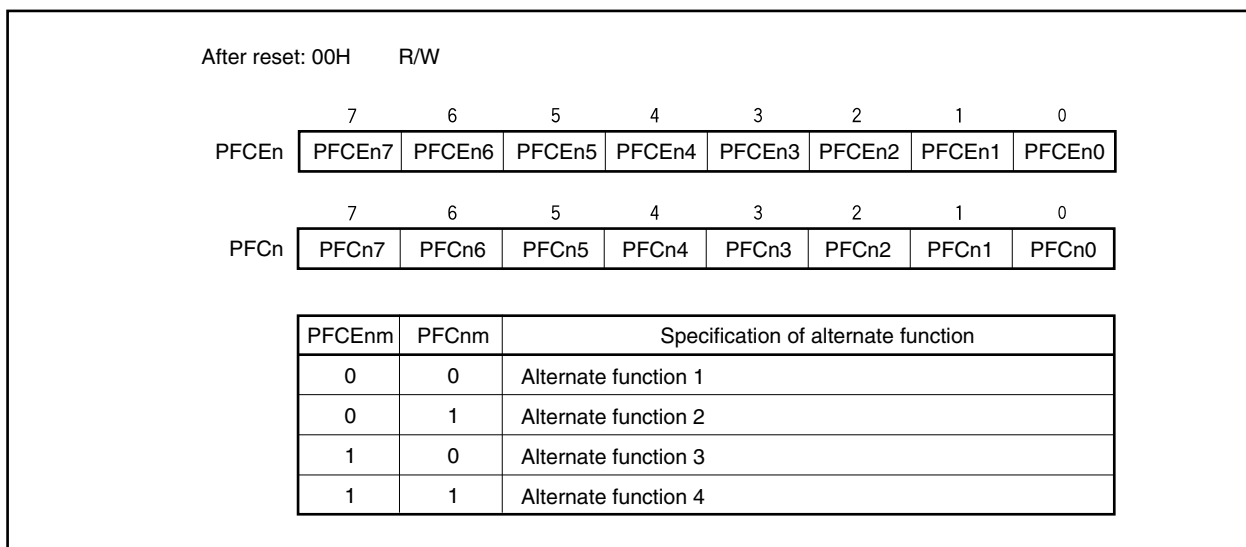 After reset: 00H R/W
7 6 5 4 3 2 1 0
PFCEn PFCEn7 PFCEn6 PFCEn5 PFCEn4 PFCEn3 PFCEn2 PFCEn1 PFCEn0
7 6 5 4 3 2 1 0
PFCn PFCn7 PFCn6 PFCn5 PFCn4 PFCn3 PFCn2 PFCn1 PFCn0
PFCEnm PFCnm Specification of alternate function
0 0 Alternate function 1
0 1 Alternate function 2
1 0 Alternate function 3
1 1 Alternate function 4